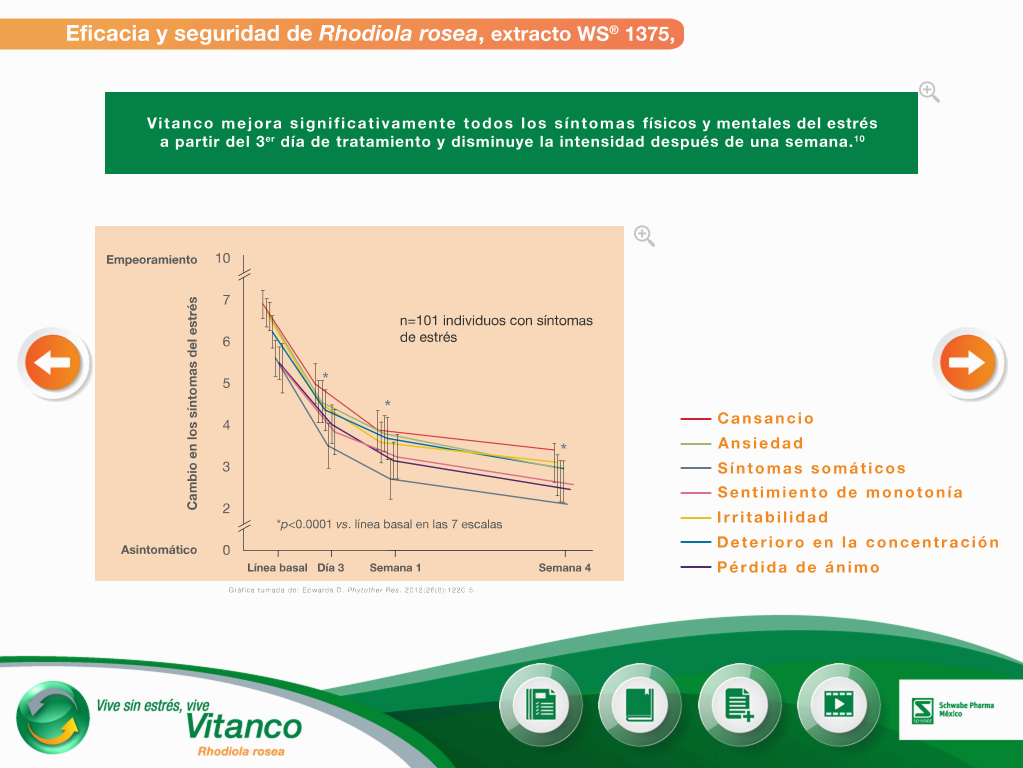 Eficacia y seguridad de Rhodiola rosea, extracto WS® 1375,
Vitanco mejora significativamente todos los síntomas físicos y mentales del estrés
a partir del 3er día de tratamiento y disminuye la intensidad después de una semana.10
Empeoramiento 10
7
6
5
4
3
2
Asintomático 0
Cambio en los síntomas del estrés
n=101 individuos con síntomas
de estrés
*
*
*
*p<0.0001 vs. línea basal en las 7 escalas
Línea basal Día 3 Semana 1 Semana 4
Cansancio
Ansiedad
Síntomas somáticos
Sentimiento de monotonía
Irritabilidad
Deterioro en la concentración
Pérdida de ánimo
Phytother Res. 2012;26(8):1220
Vive sin estrés, vive
Vitanco
Rhodiola rosea
Schwabe Pharma
México